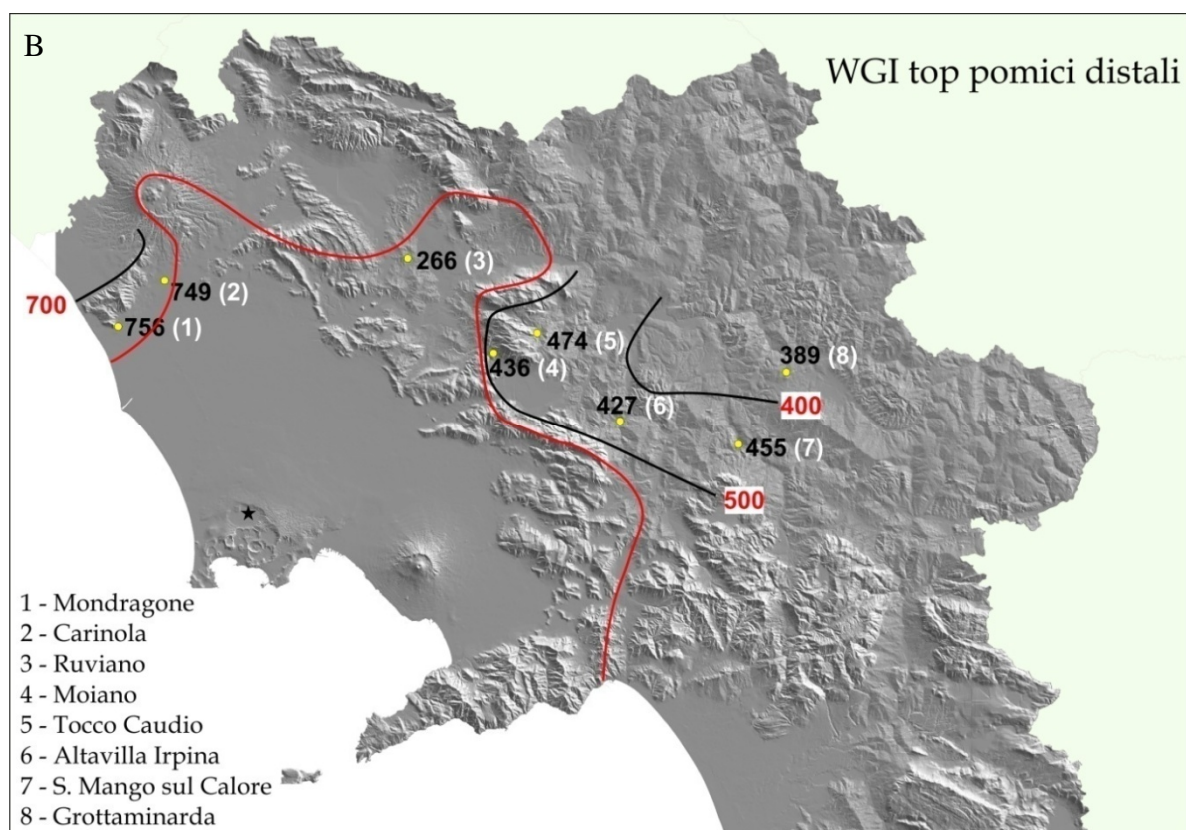 B
WGI top pomici distali
266 (3)
749 (2)
700
756 (1)
474 (5)
436 (4)
389 (8)
427 (6)
400
455 (7)
500
1 - Mondragone
2 - Carinola
3 - Ruviano
4 - Moiano
5 - Tocco Caudio
6 - Altavilla Irpina
7 - S. Mango sul Calore
8 - Grottaminarda